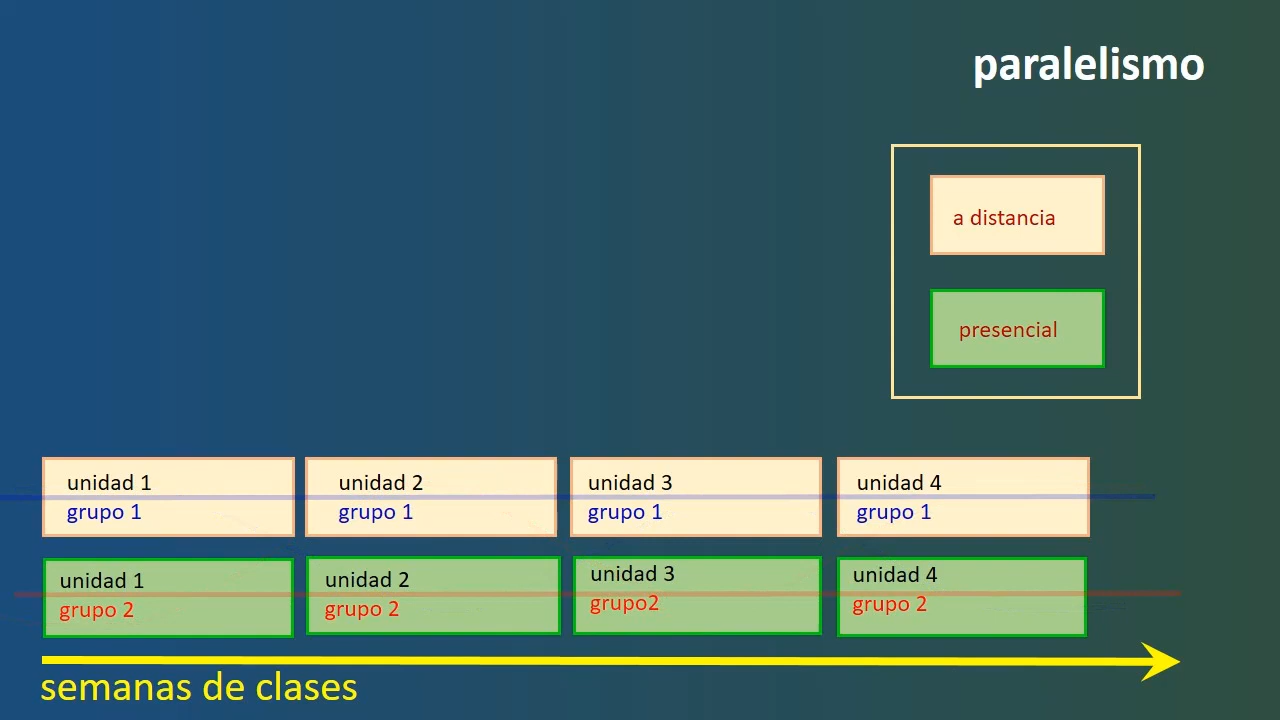 paralelismo
a distancia
presencial
unidad 1
grupo 1
unidad 2
grupo 1
unidad 3
grupo 1
unidad 4
grupo 1
unidad 1
grupo 2
unidad 2
grupo 2
unidad 3
grupo2
unidad 4
grupo 2
semanas de clases